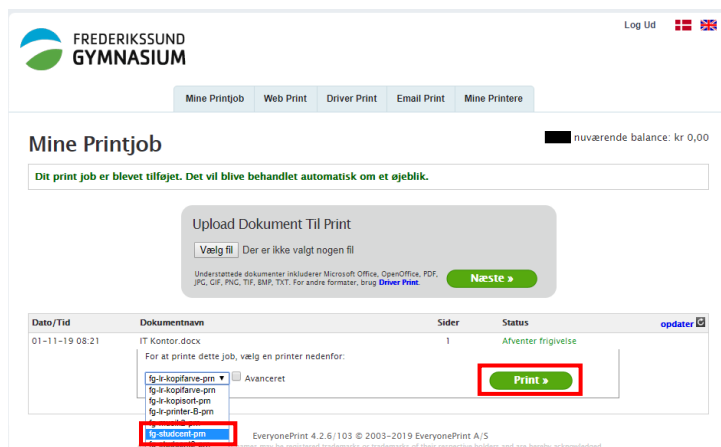 Log Ud
FREDERIKSSUND
GYMNASIUM
Mine Printjob Web Print Driver Print Email Print Mine Printere
Mine Printjob
nuværende balance: kr 0,00
Dit print job er blevet tilføjet. Det vil blive behandlet automatisk om et øjeblik.
Upload Dokument Til Print
Vælg fil Der er ikke valgt nogen fil
Understøttede dokumenter inkluderer Microsoft Office, OpenOffice, PDF,
JPG, GIF, PNG, TIF, BMP, TXT. For andre formater, brug Driver Print.
Næste »
Dato/Tid Dokumentnavn Sider Status opdater
01-11-19 08:21 IT Kontor.docx 1 Afventer frigivelse
For at printe dette job, vælg en printer nedenfor:
fg-lr-kopifarve-prn Avanceret
Print »
fg-lr-kopifarve-prn
fg-lr-kopisort-prn
fg-lr-printer-B-prn
fg-studcent-prn
EveryonePrint 4.2.6/103 © 2003-2019 EveryonePrint A/S